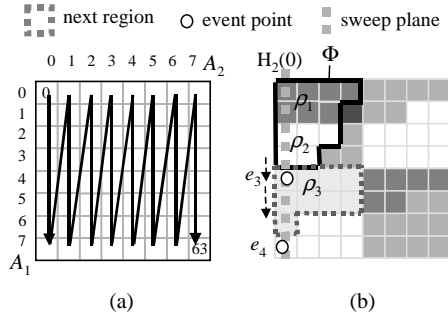 next region event point sweep plane
0 1 2 3 4 5 6 7 A2
H2(0) Φ
0 0 0
1
2
3
4
5
6
7 63
A1
ρ1
ρ2
e3 ρ3
e4
(a) (b)